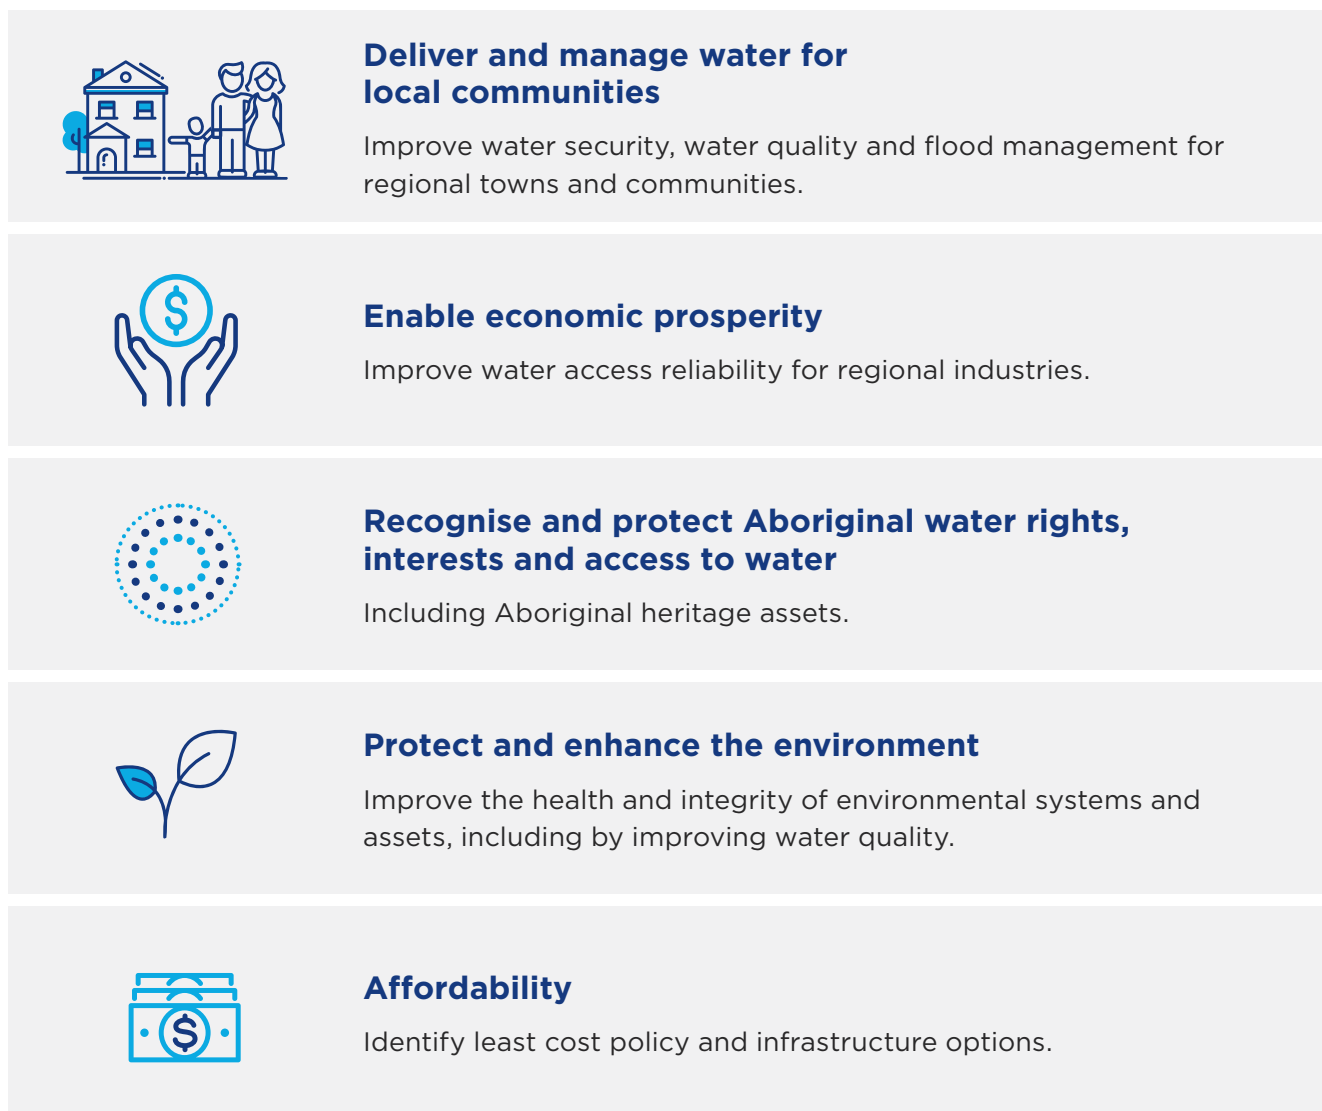 Deliver and manage water for
local communities
Improve water security, water quality and flood management for
regional towns and communities.
$
Enable economic prosperity
Improve water access reliability for regional industries.
Recognise and protect Aboriginal water rights,
interests and access to water
Including Aboriginal heritage assets.
Protect and enhance the environment
Improve the health and integrity of environmental systems and
assets, including by improving water quality.
$
Affordability
Identify least cost policy and infrastructure options.